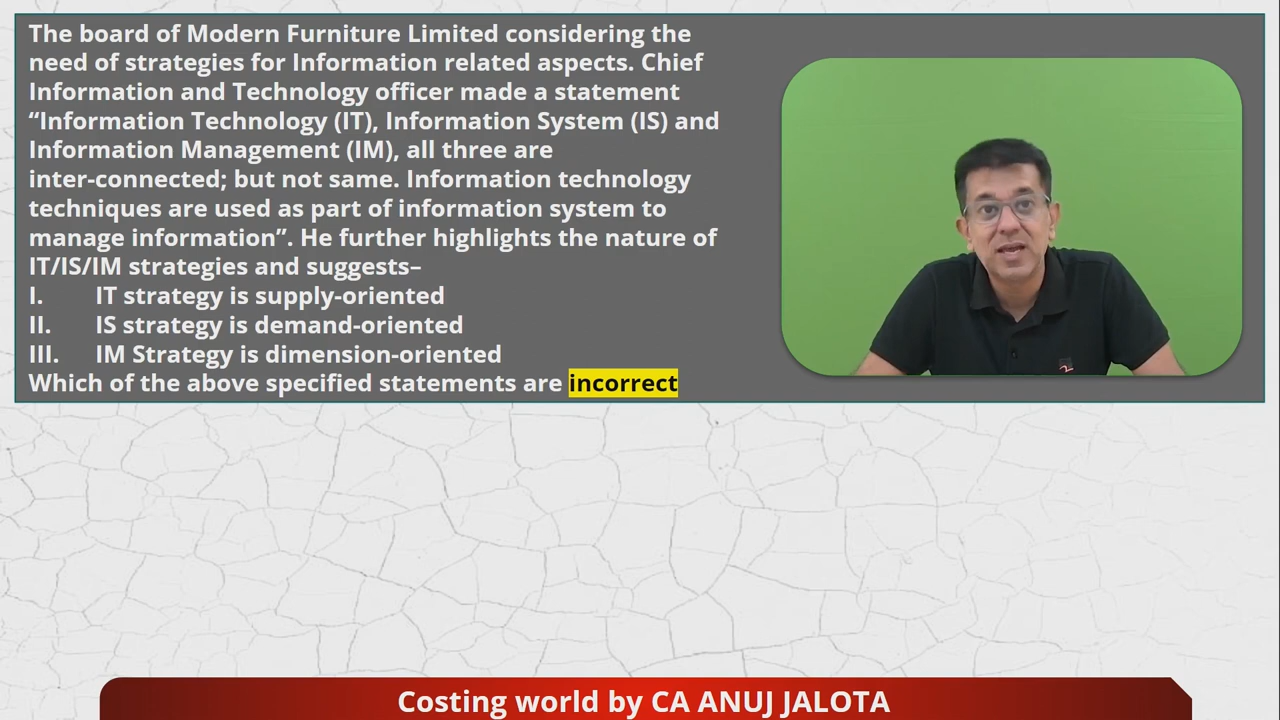 The board of Modern Furniture Limited considering the
need of strategies for Information related aspects. Chief
Information and Technology officer made a statement
“Information Technology (IT), Information System (IS) and
Information Management (IM), all three are
inter-connected; but not same. Information technology
techniques are used as part of information system to
manage information”. He further highlights the nature of
IT/IS/IM strategies and suggests–
I. IT strategy is supply-oriented
II. IS strategy is demand-oriented
III. IM Strategy is dimension-oriented
Which of the above specified statements are incorrect
Costing world by CA ANUJ JALOTA